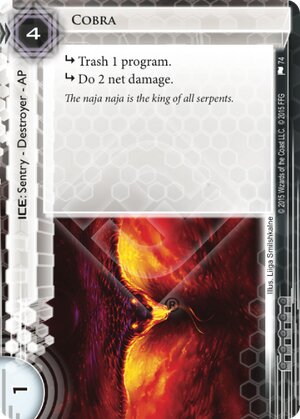 4
COBRA
↳ Trash 1 program.
↳ Do 2 net damage.
The naja naja is the king of all serpents.
ICE: Sentry - Destroyer - AP
74
© 2015 Wizards of the Coast LLC. © 2015 FFG
Illus. Liiga Smilshkalne
®
1